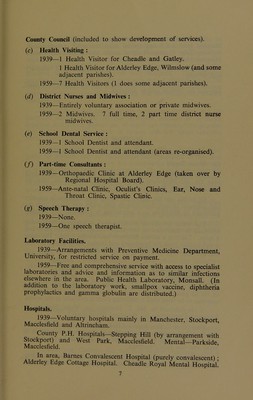 County Council (included to show development of services).
(c) Health Visiting :
1939—1 Health Visitor for Cheadle and Gatley.
1 Health Visitor for Alderley Edge, Wilmslow (and some
adjacent parishes).
1959—7 Health Visitors (1 does some adjacent parishes).
(d) District Nurses and Midwives :
1939—Entirely voluntary association or private midwives.
1959—2 Midwives. 7 full time, 2 part time district nurse
midwives.
(e) School Dental Service :
1939—1 School Dentist and attendant.
1959—1 School Dentist and attendant (areas re-organised).
(f) Part-time Consultants :
1939—Orthopaedic Clinic at Alderley Edge (taken over by
Regional Hospital Board).
1959—Ante-natal Clinic, Oculist's Clinics, Ear, Nose and
Throat Clinic, Spastic Clinic.
(g) Speech Therapy :
1939—None.
1959—One speech therapist.
Laboratory Facilities.
1939—Arrangements with Preventive Medicine Department,
University, for restricted service on payment.
1959—Free and comprehensive service with access to specialist
laboratories and advice and information as to similar infections
elsewhere in the area. Public Health Laboratory, Monsall. (In
addition to the laboratory work, smallpox vaccine, diphtheria
prophylactics and gamma globulin are distributed.)
Hospitals.
1939—Voluntary hospitals mainly in Manchester, Stockport,
Macclesfield and Altrincham.
County P.H. Hospitals—Stepping Hill (by arrangement with
Stockport) and West Park, Macclesfield. Mental—Parkside,
Macclesfield.
In area, Barnes Convalescent Hospital (purely convalescent) ;
Alderley Edge Cottage Hospital. Cheadle Royal Mental Hospital.
7